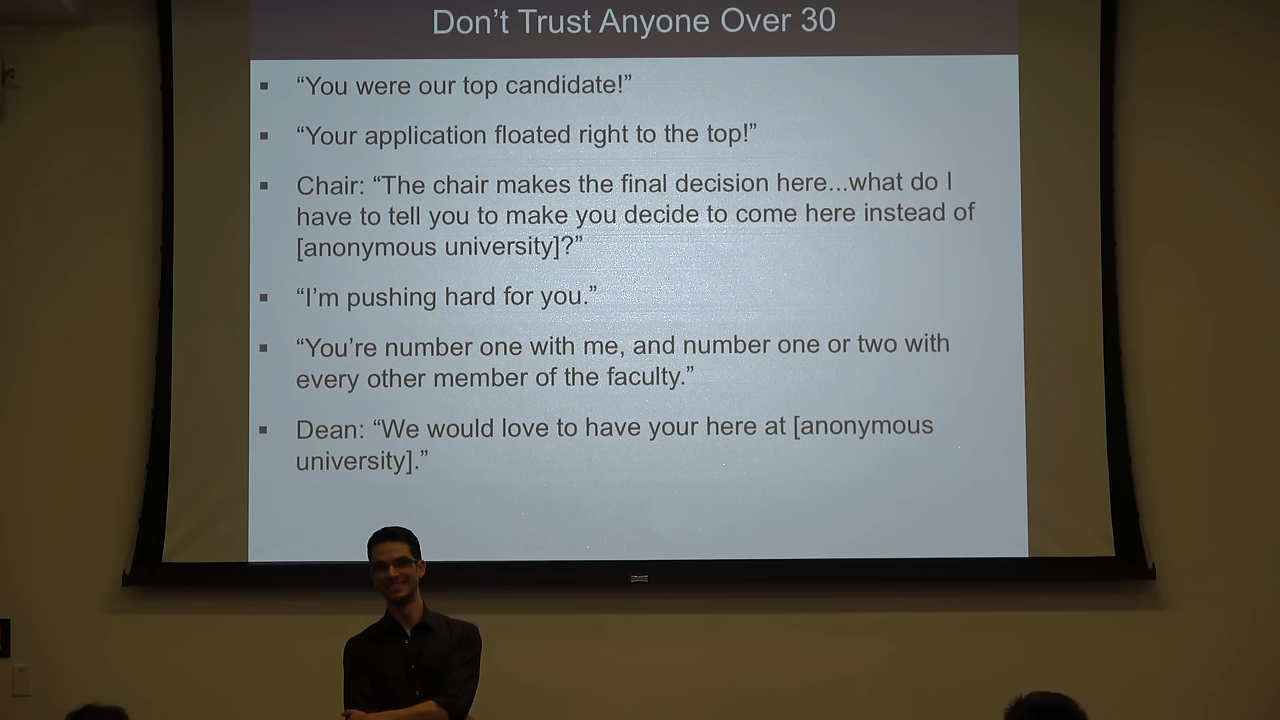 Don't Trust Anyone Over 30
▪ “You were our top candidate!”
▪ “Your application floated right to the top!”
▪ Chair: “The chair makes the final decision here...what do I
have to tell you to make you decide to come here instead of
[anonymous university]?”
▪ “I’m pushing hard for you.”
▪ “You’re number one with me, and number one or two with
every other member of the faculty.”
▪ Dean: “We would love to have your here at [anonymous
university].”